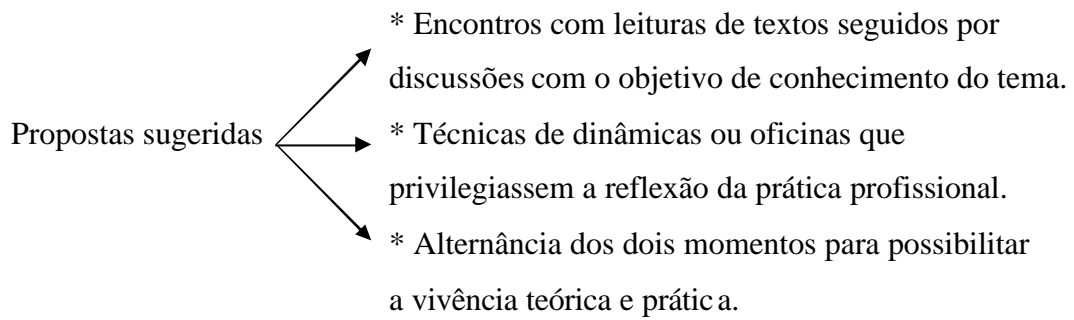 * Encontros com leituras de textos seguidos por
discussões com o objetivo de conhecimento do tema.
Propostas sugeridas
* Técnicas de dinâmicas ou oficinas que
privilegiassem a reflexão da prática profissional.
* Alternância dos dois momentos para possibilitar
a vivência teórica e prática.